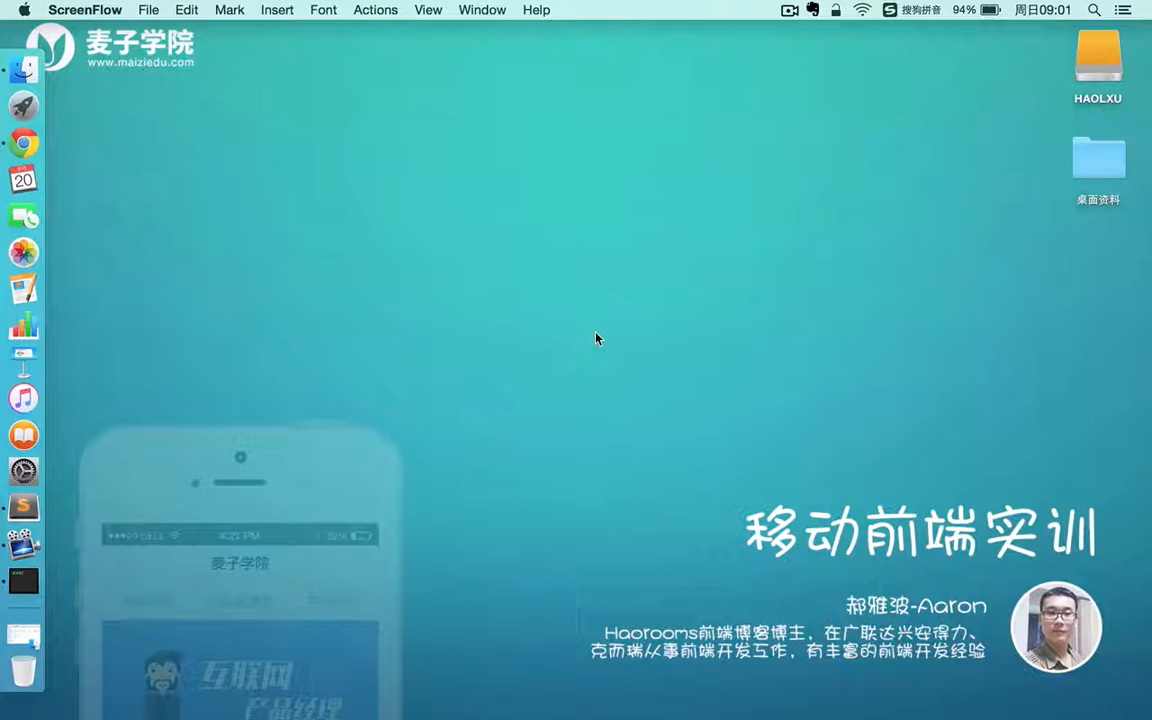 ScreenFlow File Edit Mark Insert Font Actions View Window Help
搜狗拼音 94% 周日09:01
麦子学院
www.maiziedu.com
HAOLXU
20
桌面资料
4:21 PM 22%
麦子学院
互联网
产品经理
移动前端实训
郝雅波-Aaron
Haorooms前端博客博主，在广联达兴安得力、
克而瑞从事前端开发工作，有丰富的前端开发经验